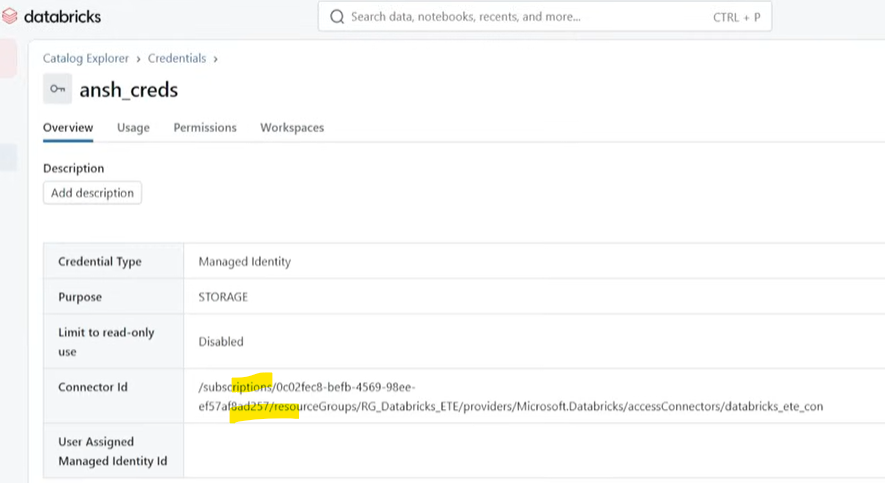 databricks
Search data, notebooks, recents, and more...
CTRL + P
Catalog Explorer > Credentials >
ansh_creds
Overview Usage Permissions Workspaces
Description
Add description
Credential Type Managed Identity
Purpose STORAGE
Limit to read-only
use
Disabled
Connector Id
/subscriptions/0c02fec8-befb-4569-98ee-
ef57af8ad257/resourceGroups/RG_Databricks_ETE/providers/Microsoft.Databricks/accessConnectors/databricks_ete_con
User Assigned
Managed Identity Id